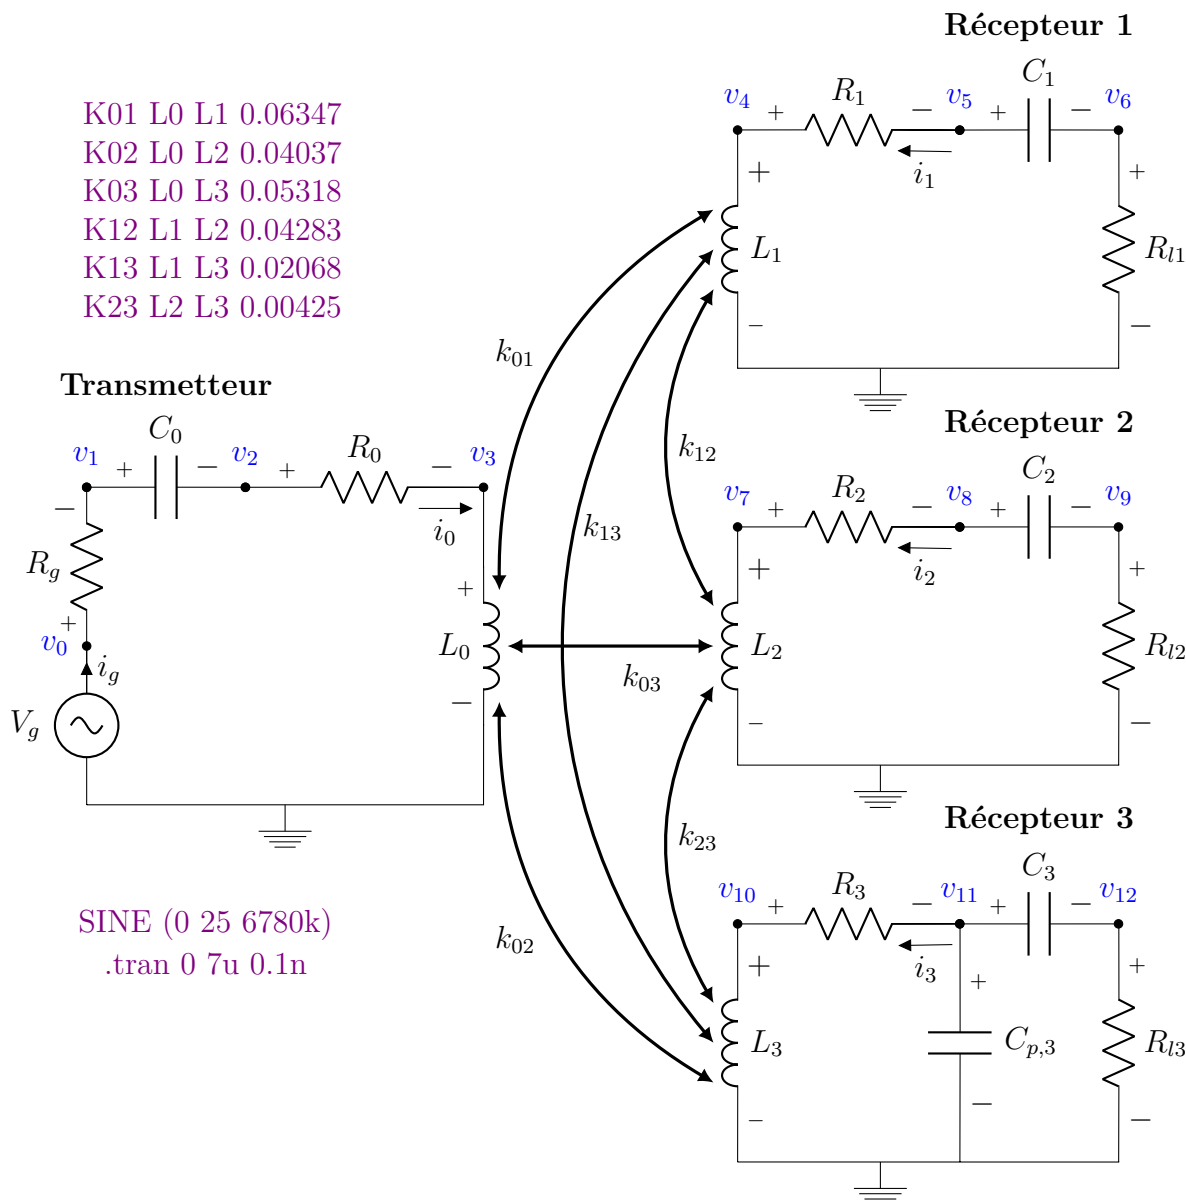 Récepteur 1
K01 L0 L1 0.06347
K02 L0 L2 0.04037
K03 L0 L3 0.05318
K12 L1 L2 0.04283
K13 L1 L3 0.02068
K23 L2 L3 0.00425
v4 + R1 − v5 + C1 − v6
i1
+ +
L1 Rl1
− −
k01
Transmetteur
Récepteur 2
v1 + C0 − v2 + R0 − v3
k12
i0
v7 + R2 − v8 + C2 − v9
i2
k13
−
Rg
+
v0
ig
Vg
+
L0
−
+ +
L2 Rl2
− −
k03
Récepteur 3
k23
v10 + R3 − v11 + C3 − v12
i3
k02
+ + +
L3 Cp,3 Rl3
− − −
SINE (0 25 6780k)
.tran 0 7u 0.1n